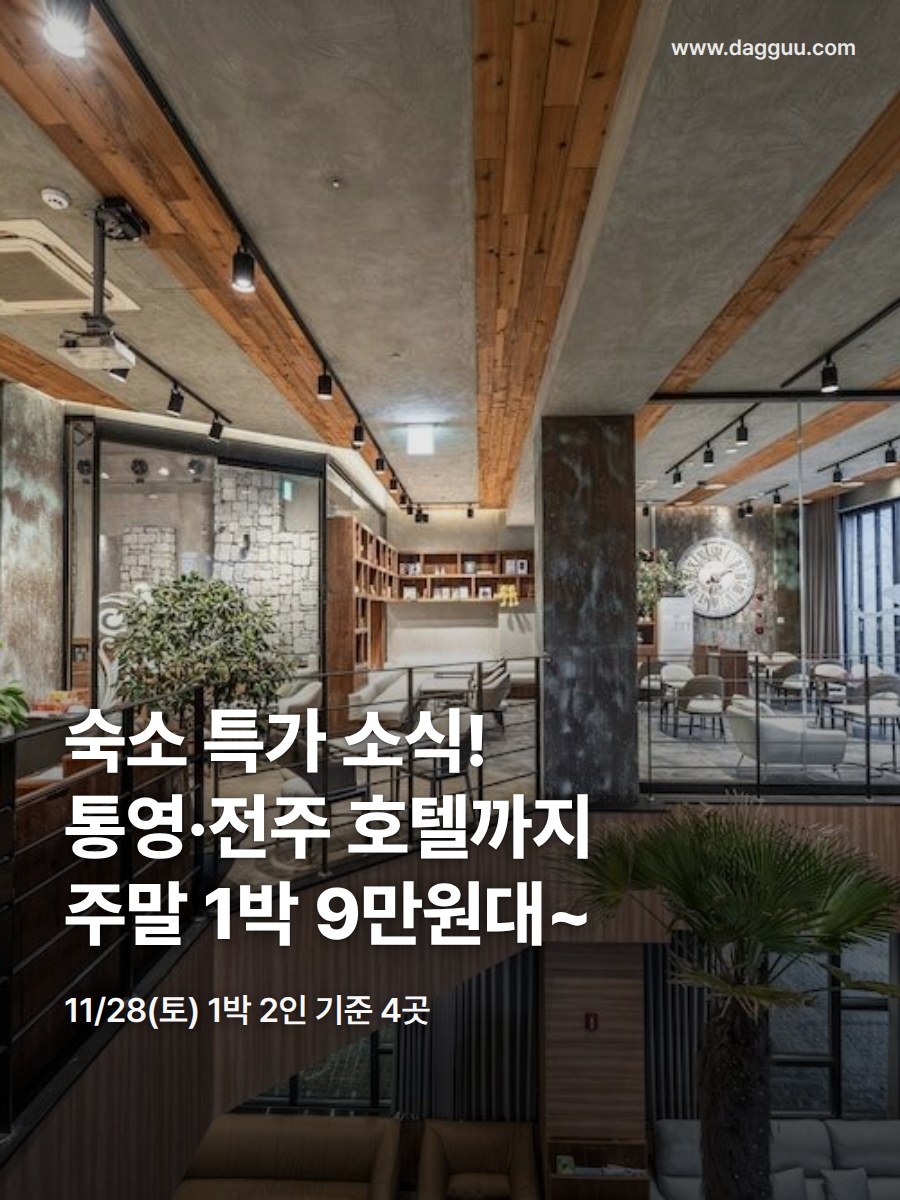 www.dagguu.com
숙소 특가 소식!
통영·전주 호텔까지
주말 1박 9만원대~
11/28(토) 1박 2인 기준 4곳